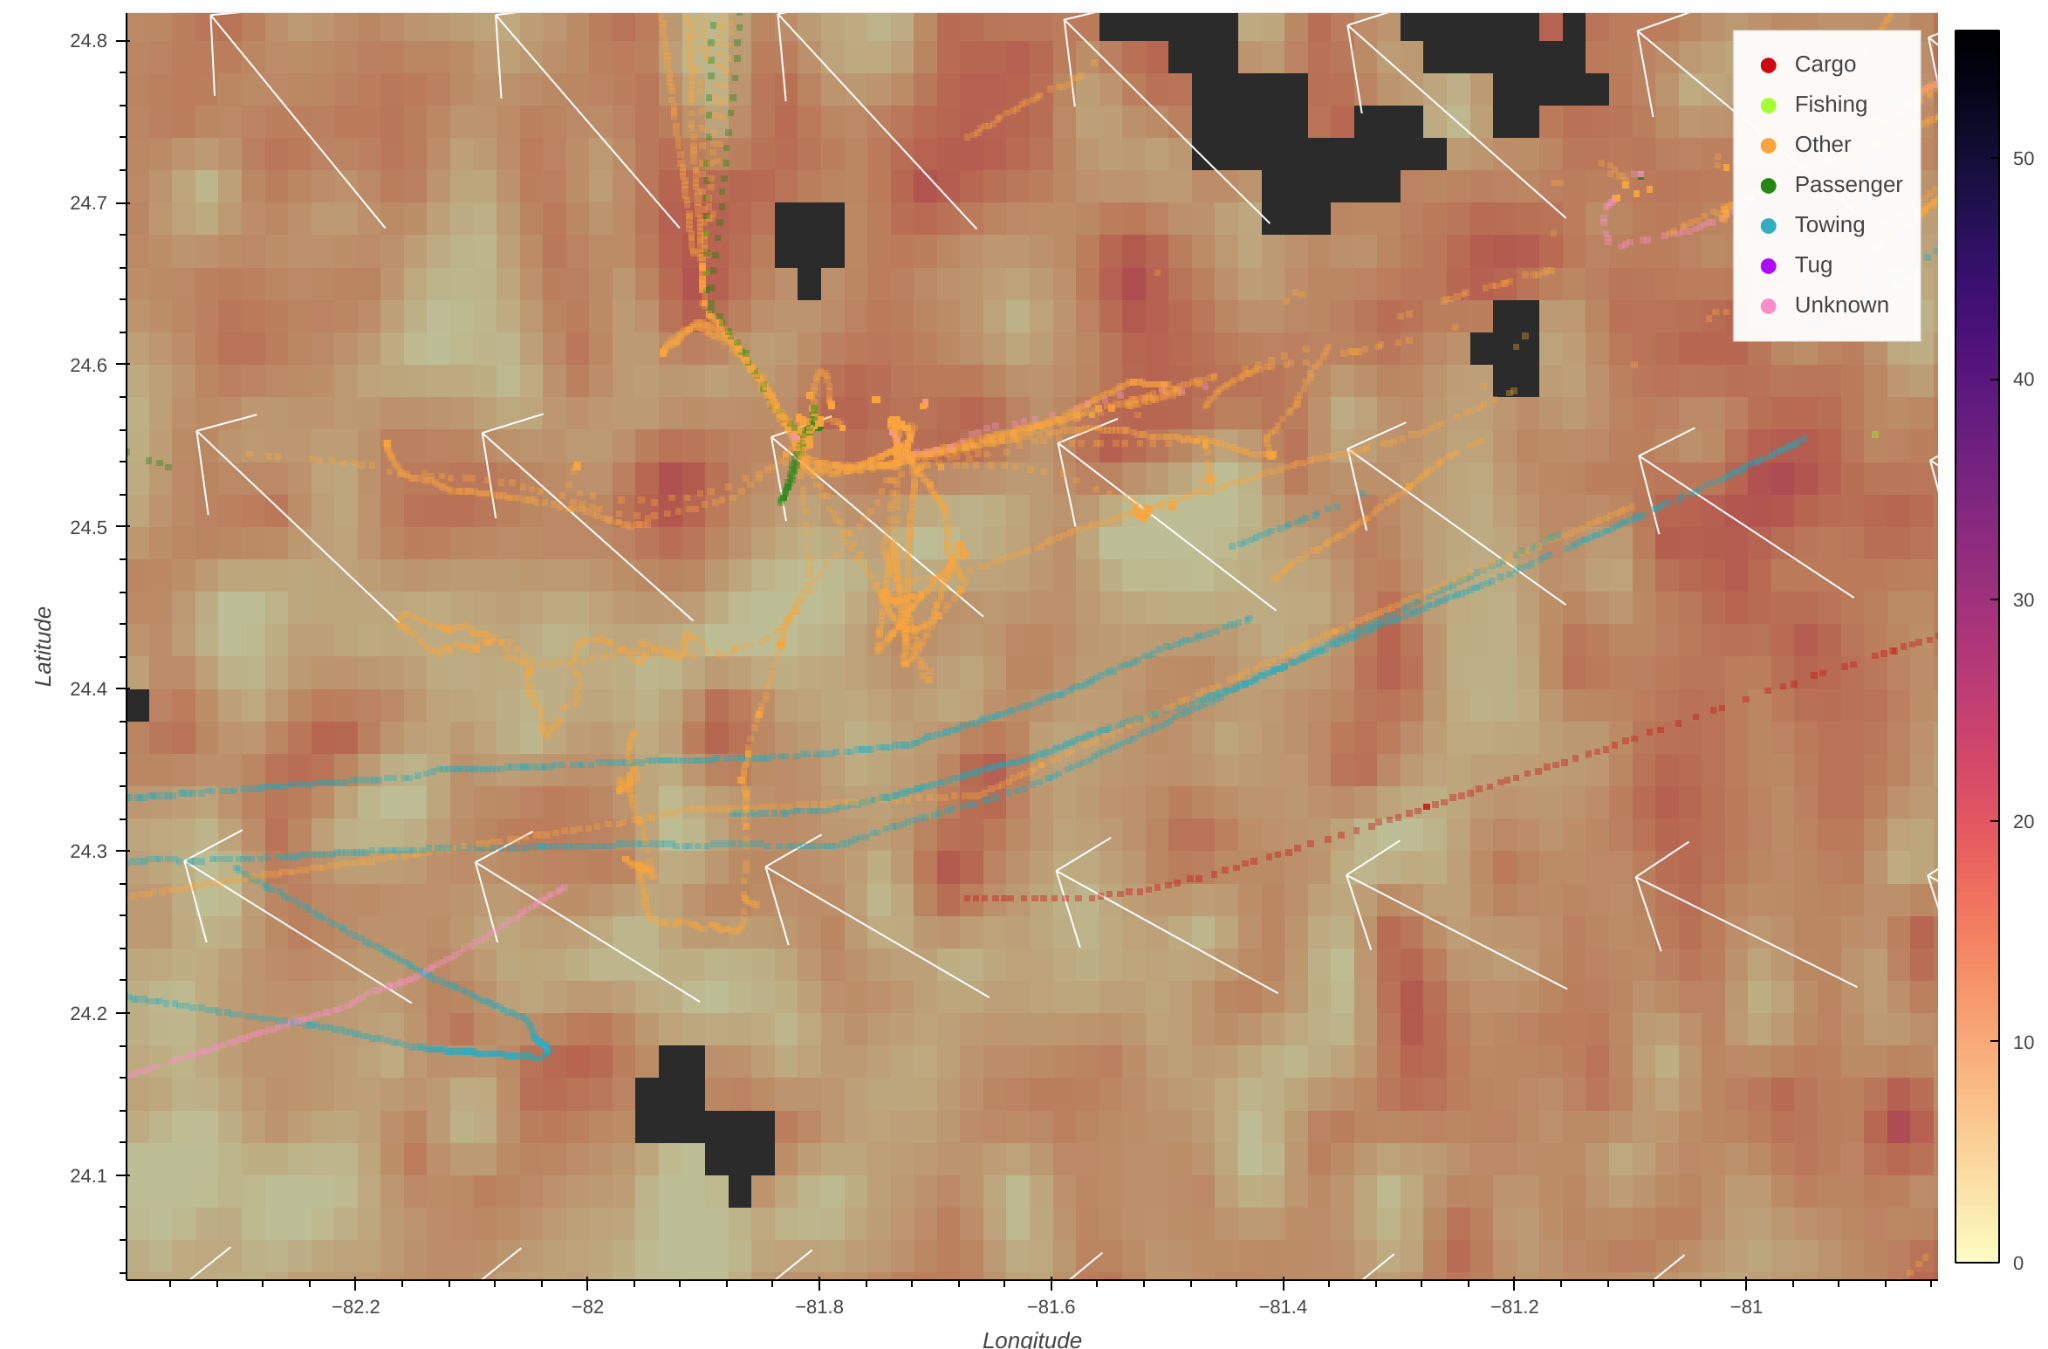 24.8
24.7
24.6
24.5
24.4
24.3
24.2
24.1
Latitude
−82.2
−82
−81.8
−81.6
−81.4
−81.2
−81
Longitude
Cargo
Fishing
Other
Passenger
Towing
Tug
Unknown
50
40
30
20
10
0